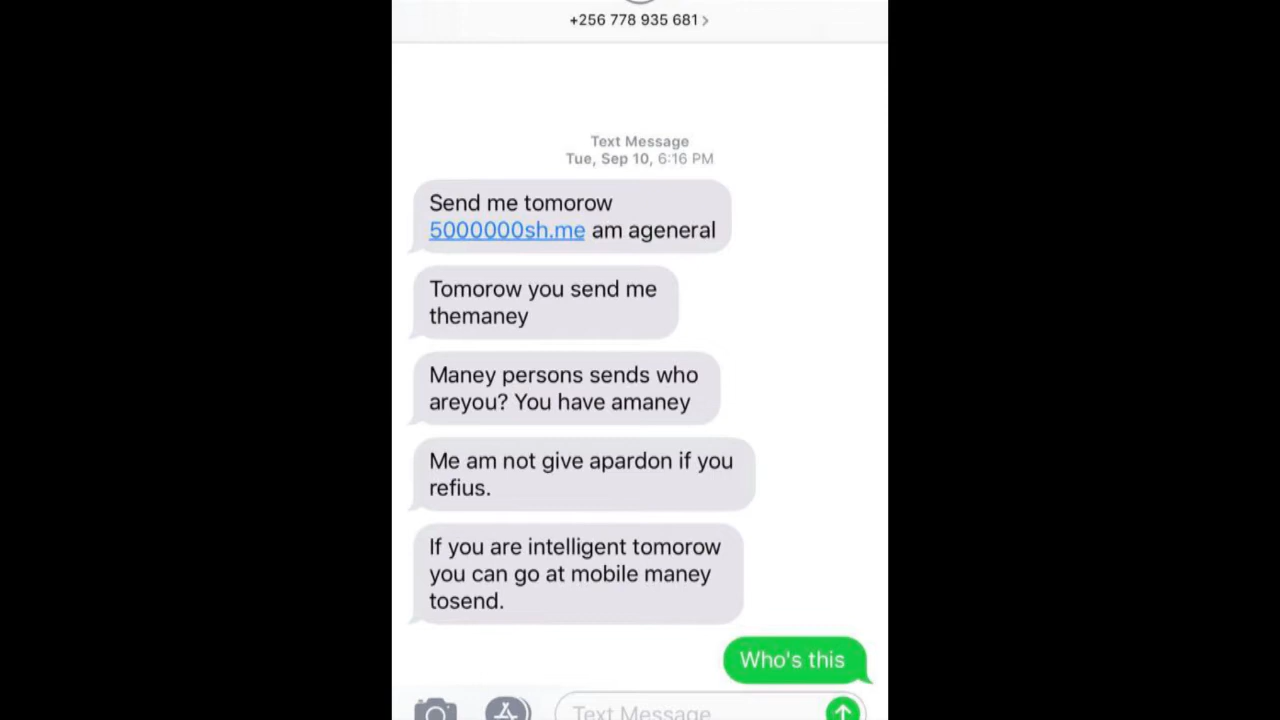 +256 778 935 681
Text Message
Tue, Sep 10, 6:16 PM
Send me tomorow
5000000sh.me am ageneral
Tomorow you send me
themaney
Maney persons sends who
areyou? You have amaney
Me am not give apardon if you
refius.
If you are intelligent tomorow
you can go at mobile maney
tosend.
Who's this
Text Message